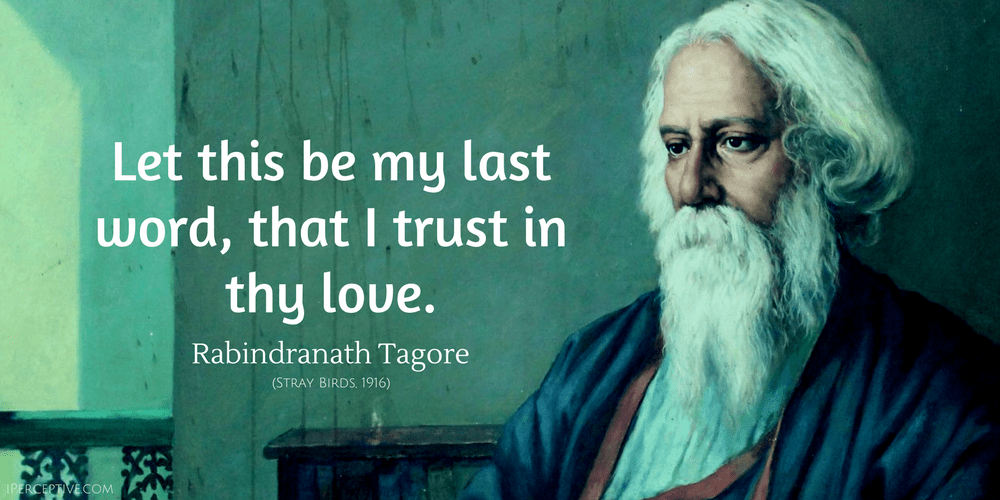 Let this be my last
word, that I trust in
thy love.
Rabindranath Tagore
(Stray Birds, 1916)
iPerceptive.com